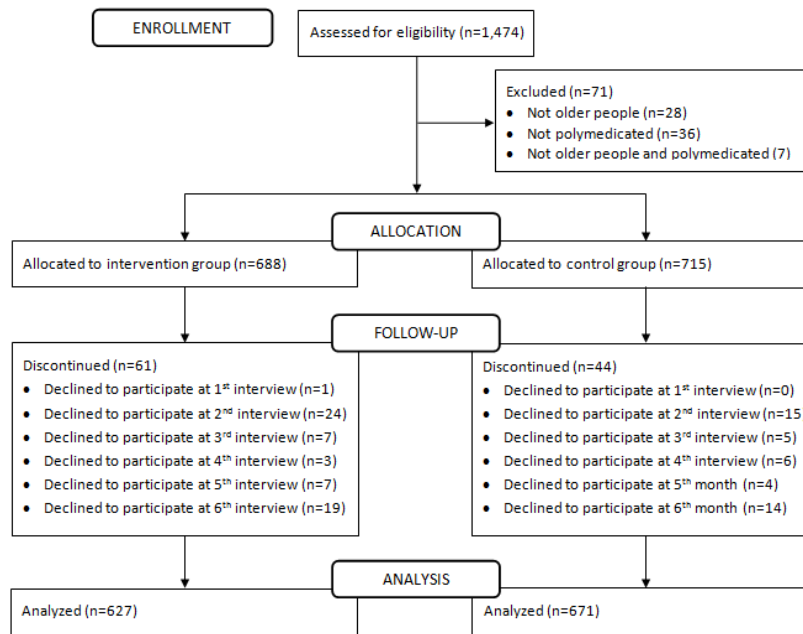 ENROLLMENT
Assessed for eligibility (n=1,474)
Excluded (n=71)
• Not older people (n=28)
• Not polymedicated (n=36)
• Not older people and polymedicated (7)
ALLOCATION
Allocated to intervention group (n=688)
Allocated to control group (n=715)
FOLLOW-UP
Discontinued (n=61)
• Declined to participate at 1st interview (n=1)
• Declined to participate at 2nd interview (n=24)
• Declined to participate at 3rd interview (n=7)
• Declined to participate at 4th interview (n=3)
• Declined to participate at 5th interview (n=7)
• Declined to participate at 6th interview (n=19)
Discontinued (n=44)
• Declined to participate at 1st interview (n=0)
• Declined to participate at 2nd interview (n=15)
• Declined to participate at 3rd interview (n=5)
• Declined to participate at 4th interview (n=6)
• Declined to participate at 5th month (n=4)
• Declined to participate at 6th month (n=14)
ANALYSIS
Analyzed (n=627)
Analyzed (n=671)